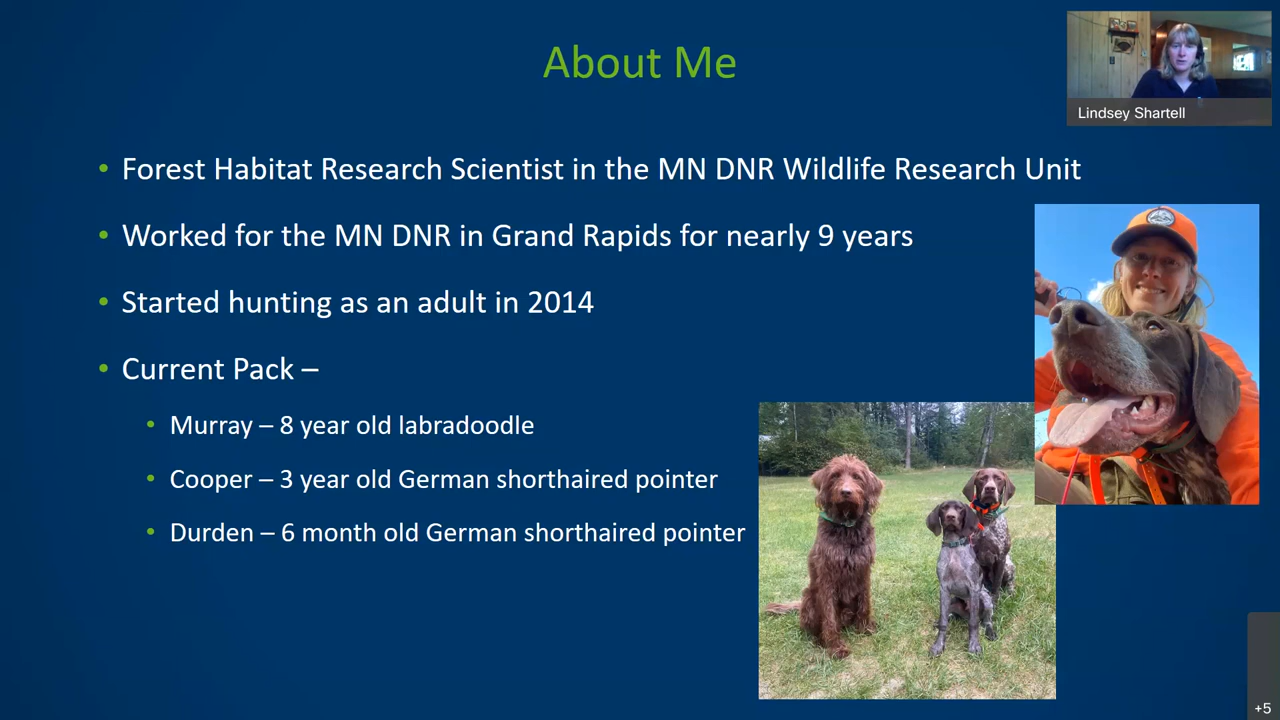 About Me
Lindsey Shartell
• Forest Habitat Research Scientist in the MN DNR Wildlife Research Unit
• Worked for the MN DNR in Grand Rapids for nearly 9 years
• Started hunting as an adult in 2014
• Current Pack –
• Murray – 8 year old labradoodle
• Cooper – 3 year old German shorthaired pointer
• Durden – 6 month old German shorthaired pointer
+5